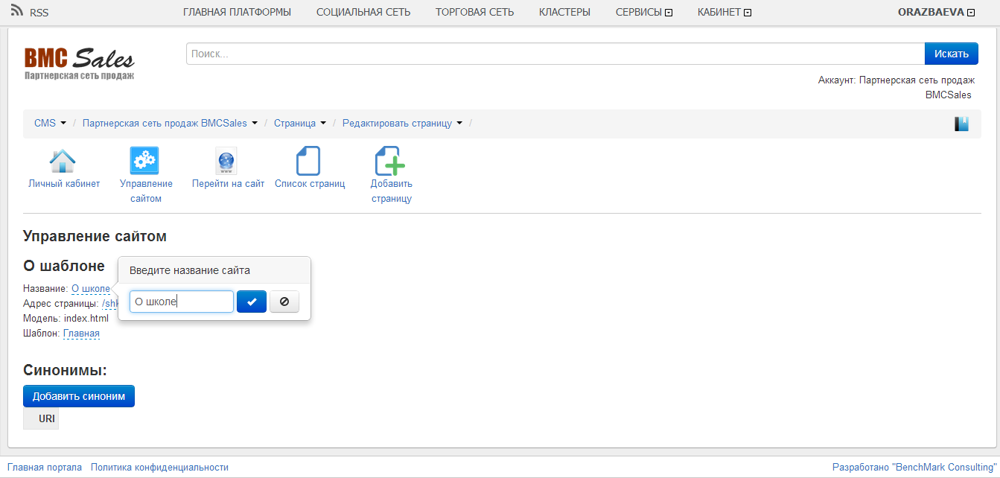 RSS ГЛАВНАЯ ПЛАТФОРМЫ СОЦИАЛЬНАЯ СЕТЬ ТОРГОВАЯ СЕТЬ КЛАСТЕРЫ СЕРВИСЫ КАБИНЕТ ORAZBAEVA
BMC Sales
Партнерская сеть продаж
Поиск... Искать
Аккаунт: Партнерская сеть продаж
BMCSales
CMS / Партнерская сеть продаж BMCSales / Страница / Редактировать страницу /
Личный кабинет Управление сайтом Перейти на сайт Список страниц Добавить страницу
Управление сайтом
О шаблоне
Введите название сайта
Название: О школе
О школе
Адрес страницы: /shk
Модель: index.html
Шаблон: Главная
Синонимы:
Добавить синоним
URI
Главная портала Политика конфиденциальности Разработано "BenchMark Consulting"